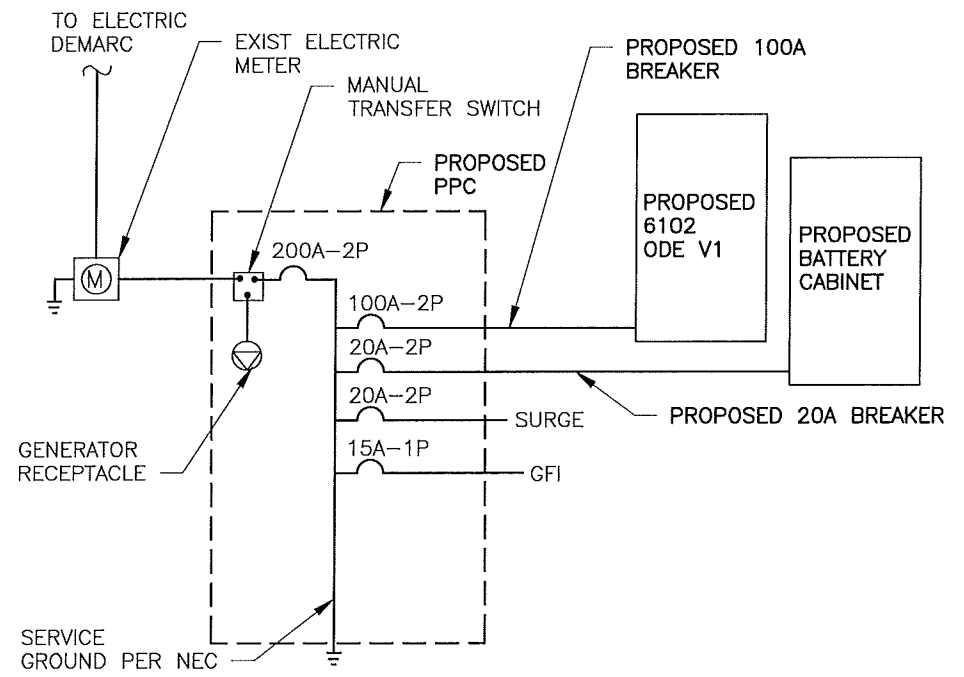 TO ELECTRIC
DEMARC
EXIST ELECTRIC
METER
MANUAL
TRANSFER SWITCH
PROPOSED 100A
BREAKER
PROPOSED
PPC
PROPOSED
6102
ODE V1
PROPOSED
BATTERY
CABINET
200A-2P
M
100A-2P
20A-2P
20A-2P
SURGE
PROPOSED 20A BREAKER
15A-1P
GFI
GENERATOR
RECEPTACLE
SERVICE
GROUND PER NEC